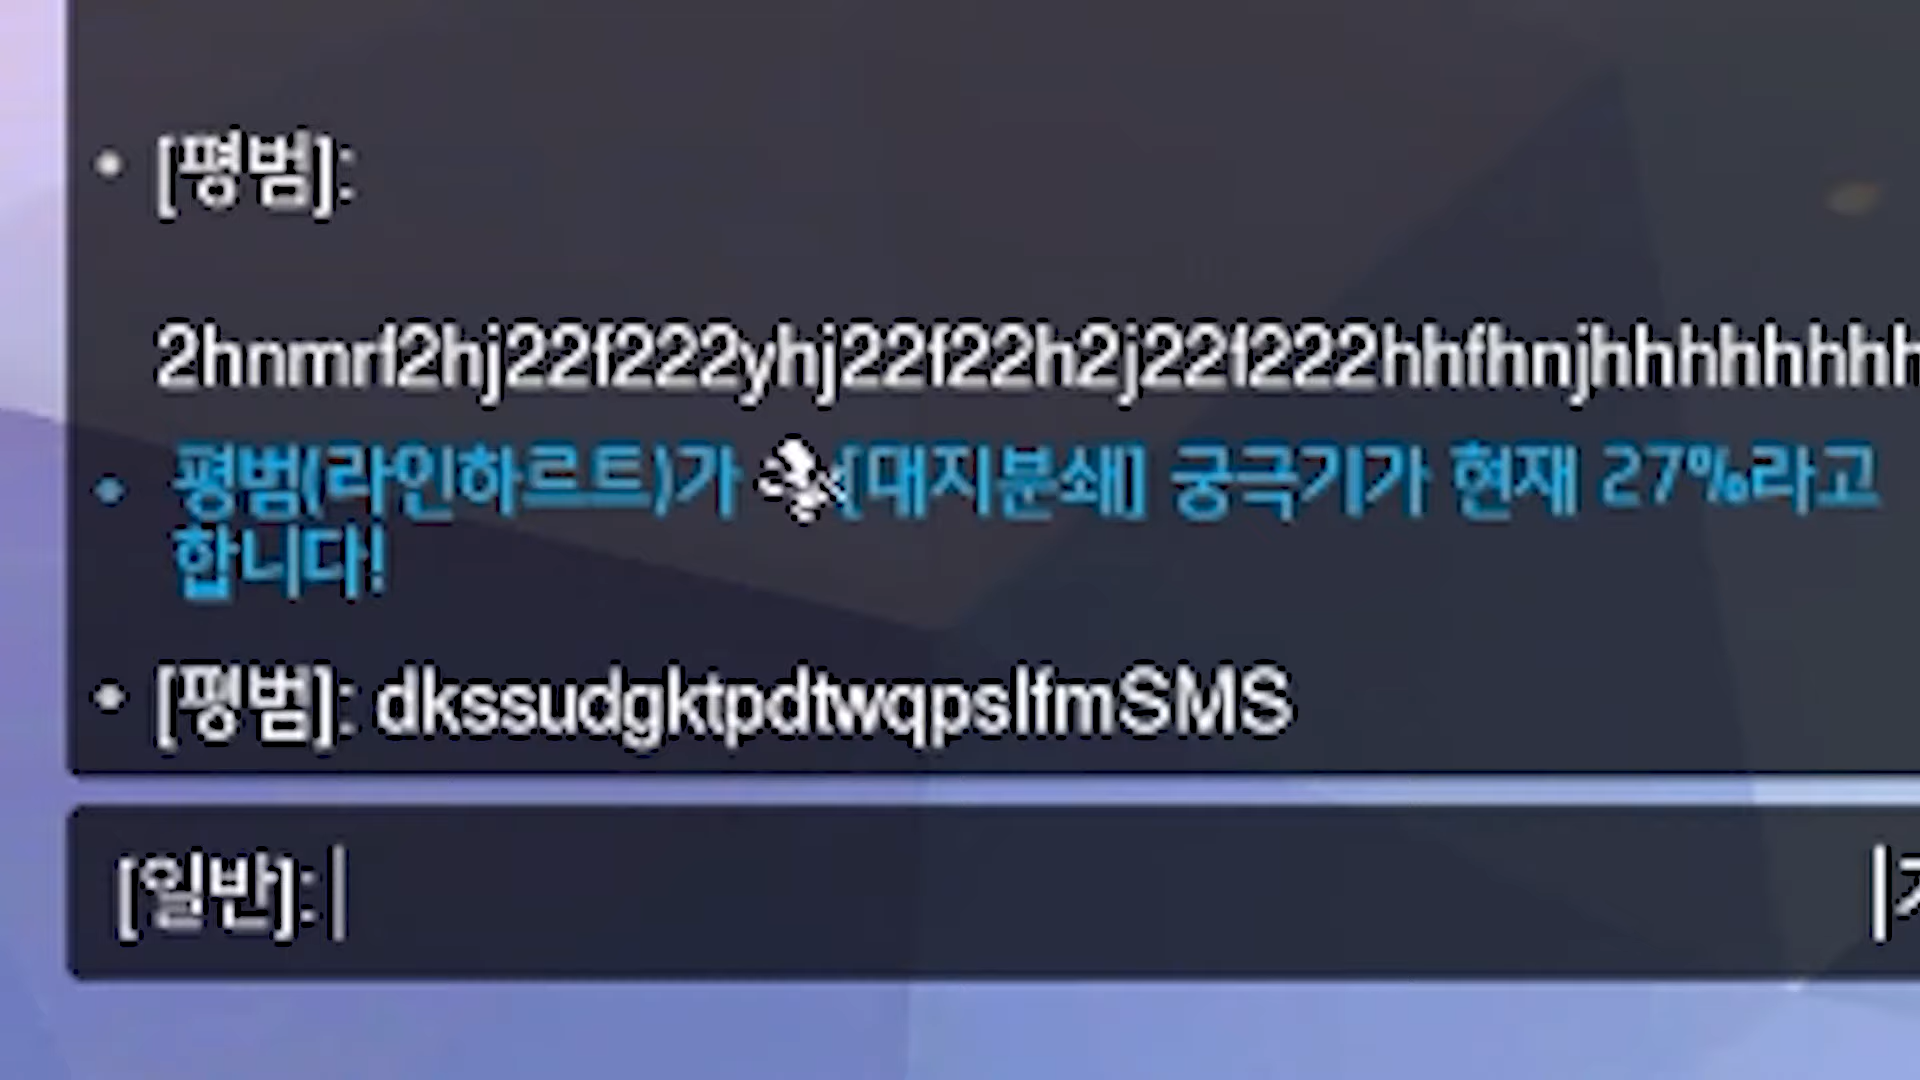 [평범]:
2hnmrf2hj22f222yhj22f22h2j22f222hhfhnjhhhhhhhh
평범(라인하르트)가 [대지분쇄] 궁극기가 현재 27%라고
합니다!
[평범]: dkssudgktpdtwqpslfmSMS
[일반]: